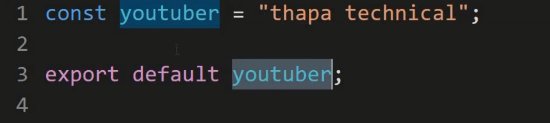 1 const youtuber = "thapa technical";
2
3 export default youtuber;
4